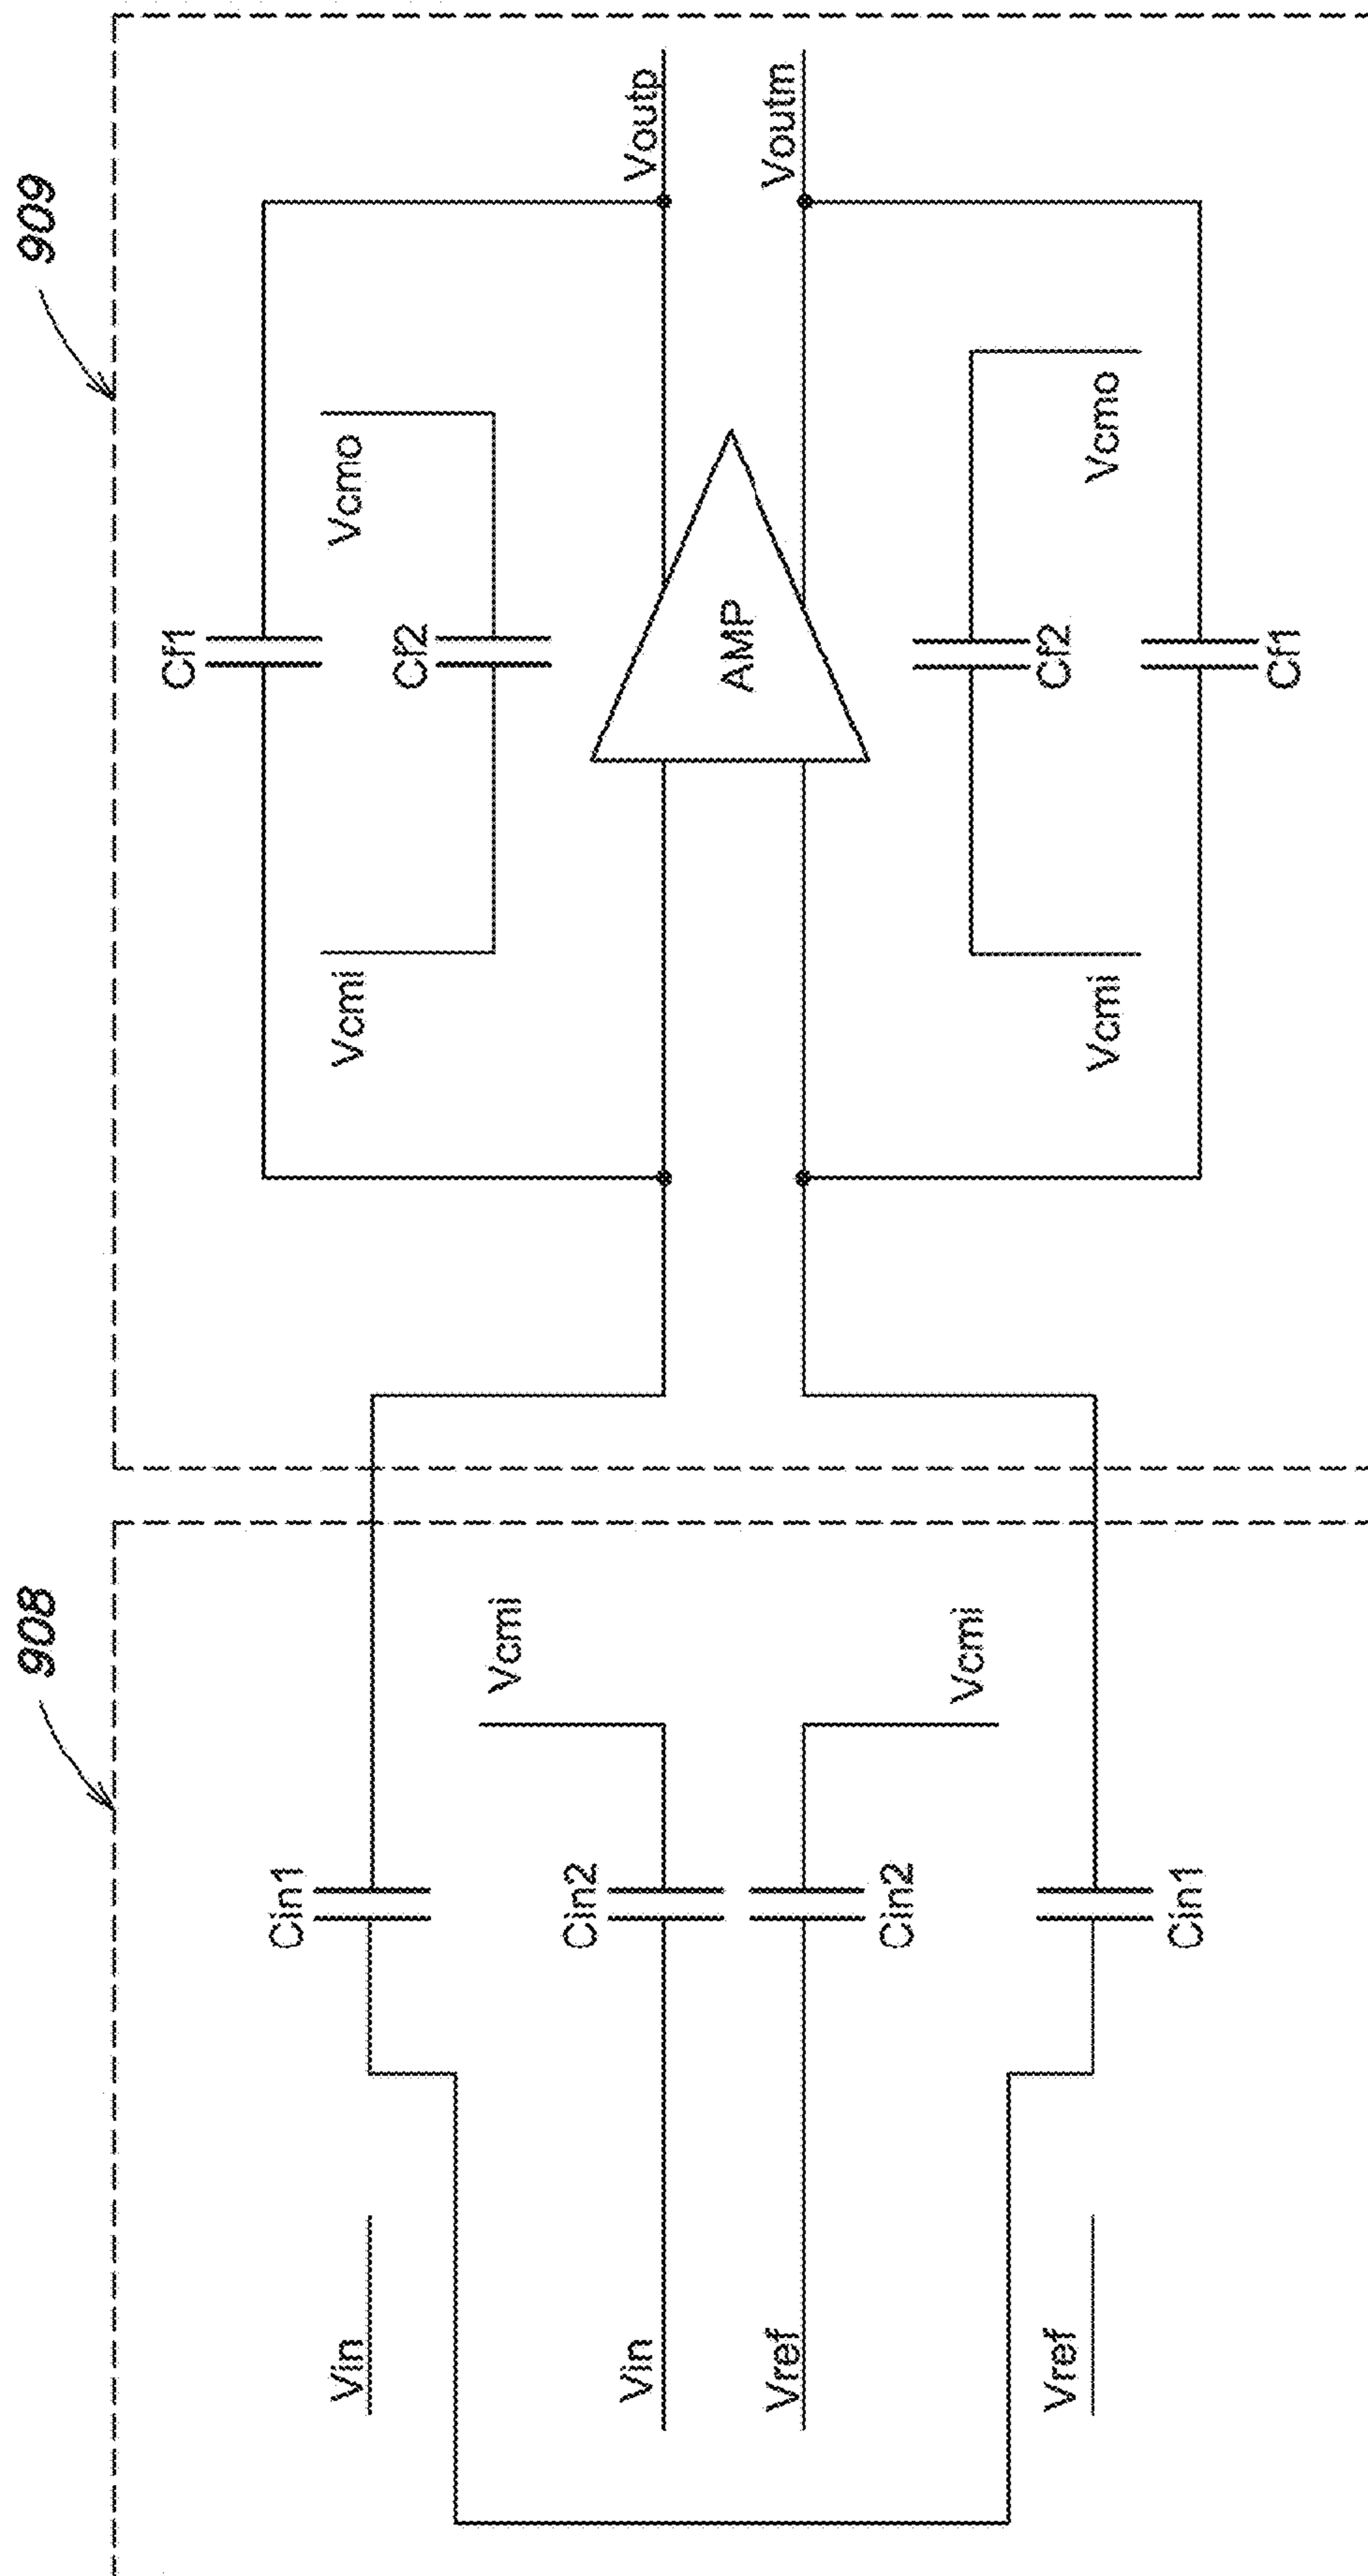 908
909
Vin
Cin1
Vin
Cin2
Vcmi
Vref
Cin2
Vcmi
Vref
Cin1
Cf1
Vcmi
Cf2
Vcmo
AMP
Voutp
Voutm
Vcmi
Cf2
Vcmo
Cf1